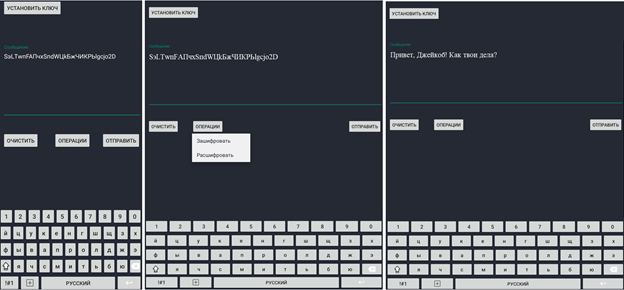 УСТАНОВИТЬ КЛЮЧ
Сообщение
ОЧИСТИТЬ ОПЕРАЦИИ ОТПРАВИТЬ
1 2 3 4 5 6 7 8 9 0
й ц у к е н г ш щ з х
ф ы в а п р о л д ж э
я ч с м и т ь б ю
!#1 РУССКИЙ
УСТАНОВИТЬ КЛЮЧ
Сообщение
ОЧИСТИТЬ ОПЕРАЦИИ ОТПРАВИТЬ
Зашифровать
Расшифровать
1 2 3 4 5 6 7 8 9 0
й ц у к е н г ш щ з х
ф ы в а п р о л д ж э
я ч с м и т ь б ю
!#1 РУССКИЙ
УСТАНОВИТЬ КЛЮЧ
Сообщение
Привет, Джейкоб! Как твои дела?
ОЧИСТИТЬ ОПЕРАЦИИ ОТПРАВИТЬ
1 2 3 4 5 6 7 8 9 0
й ц у к е н г ш щ з х
ф ы в а п р о л д ж э
я ч с м и т ь б ю
!#1 РУССКИЙ